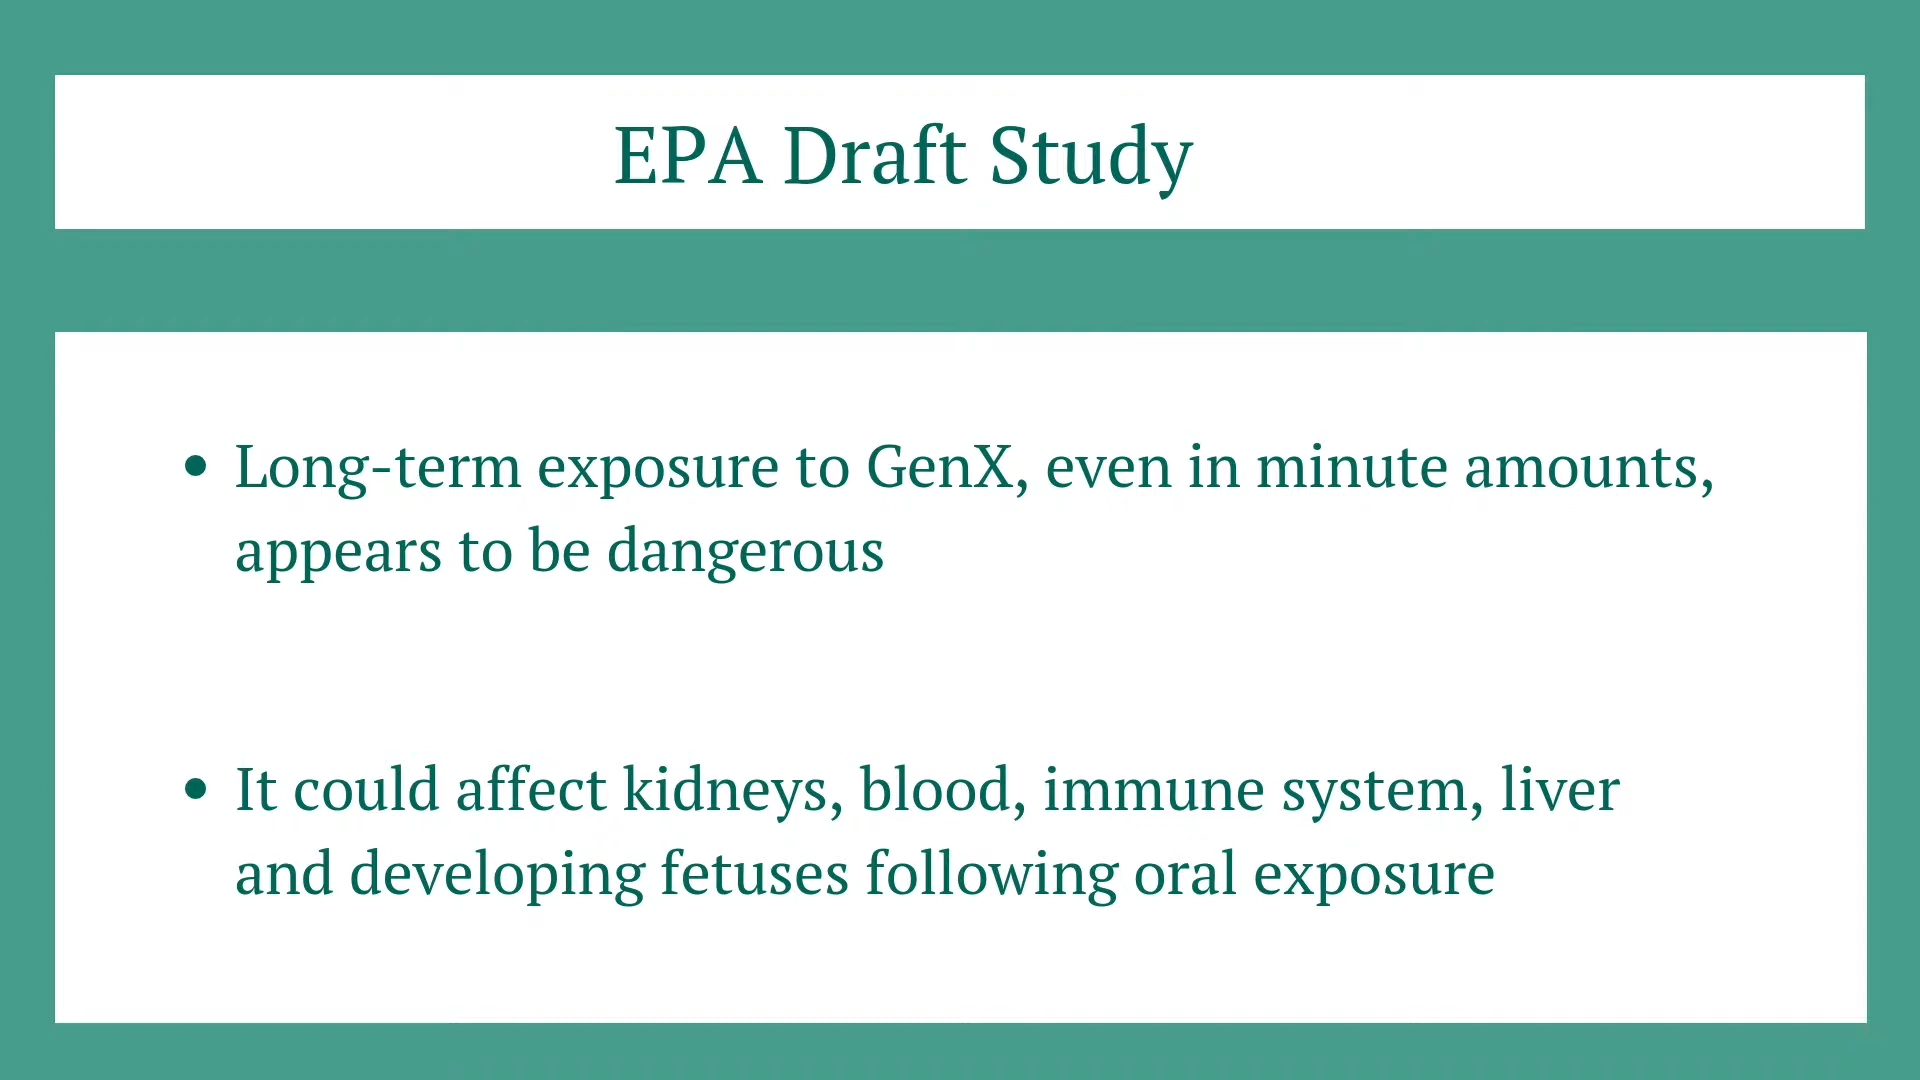 EPA Draft Study
• Long-term exposure to GenX, even in minute amounts,
appears to be dangerous
• It could affect kidneys, blood, immune system, liver
and developing fetuses following oral exposure